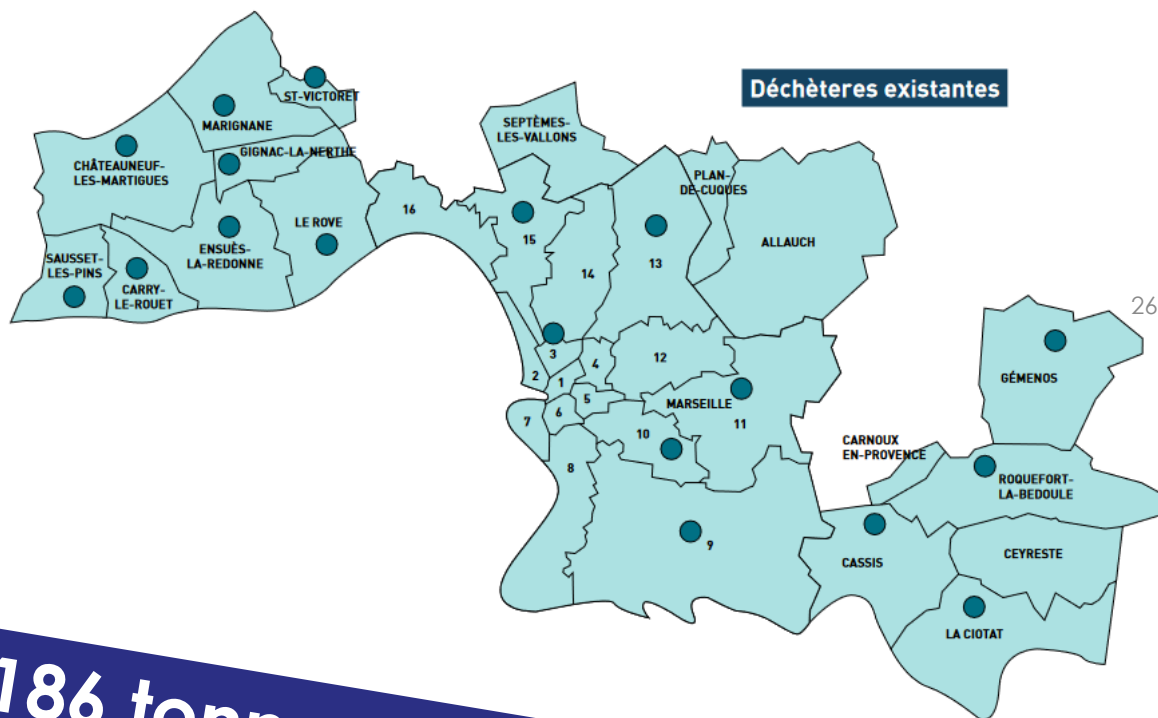 Déchèteres existantes
ST-VICTORET
MARIGNANE
SEPTÈMES-
LES-VALLONS
GIGNAC-LA-NERTHE
CHÂTEAUNEUF-
LES-MARTIGUES
PLAN-
DE-CUQUES
16
LE ROVE
15
ENSUÈS-
LA-REDONNE
ALLAUCH
SAUSSET-
LES-PINS
13
14
CARRY-
LE-ROUET
26
3
4
12
2
1
GÉMENOS
5
MARSEILLE
6
7
11
10
CARNOUX
EN-PROVENCE
8
ROQUEFORT-
LA-BEDOULE
9
CEYRESTE
CASSIS
LA CIOTAT
186